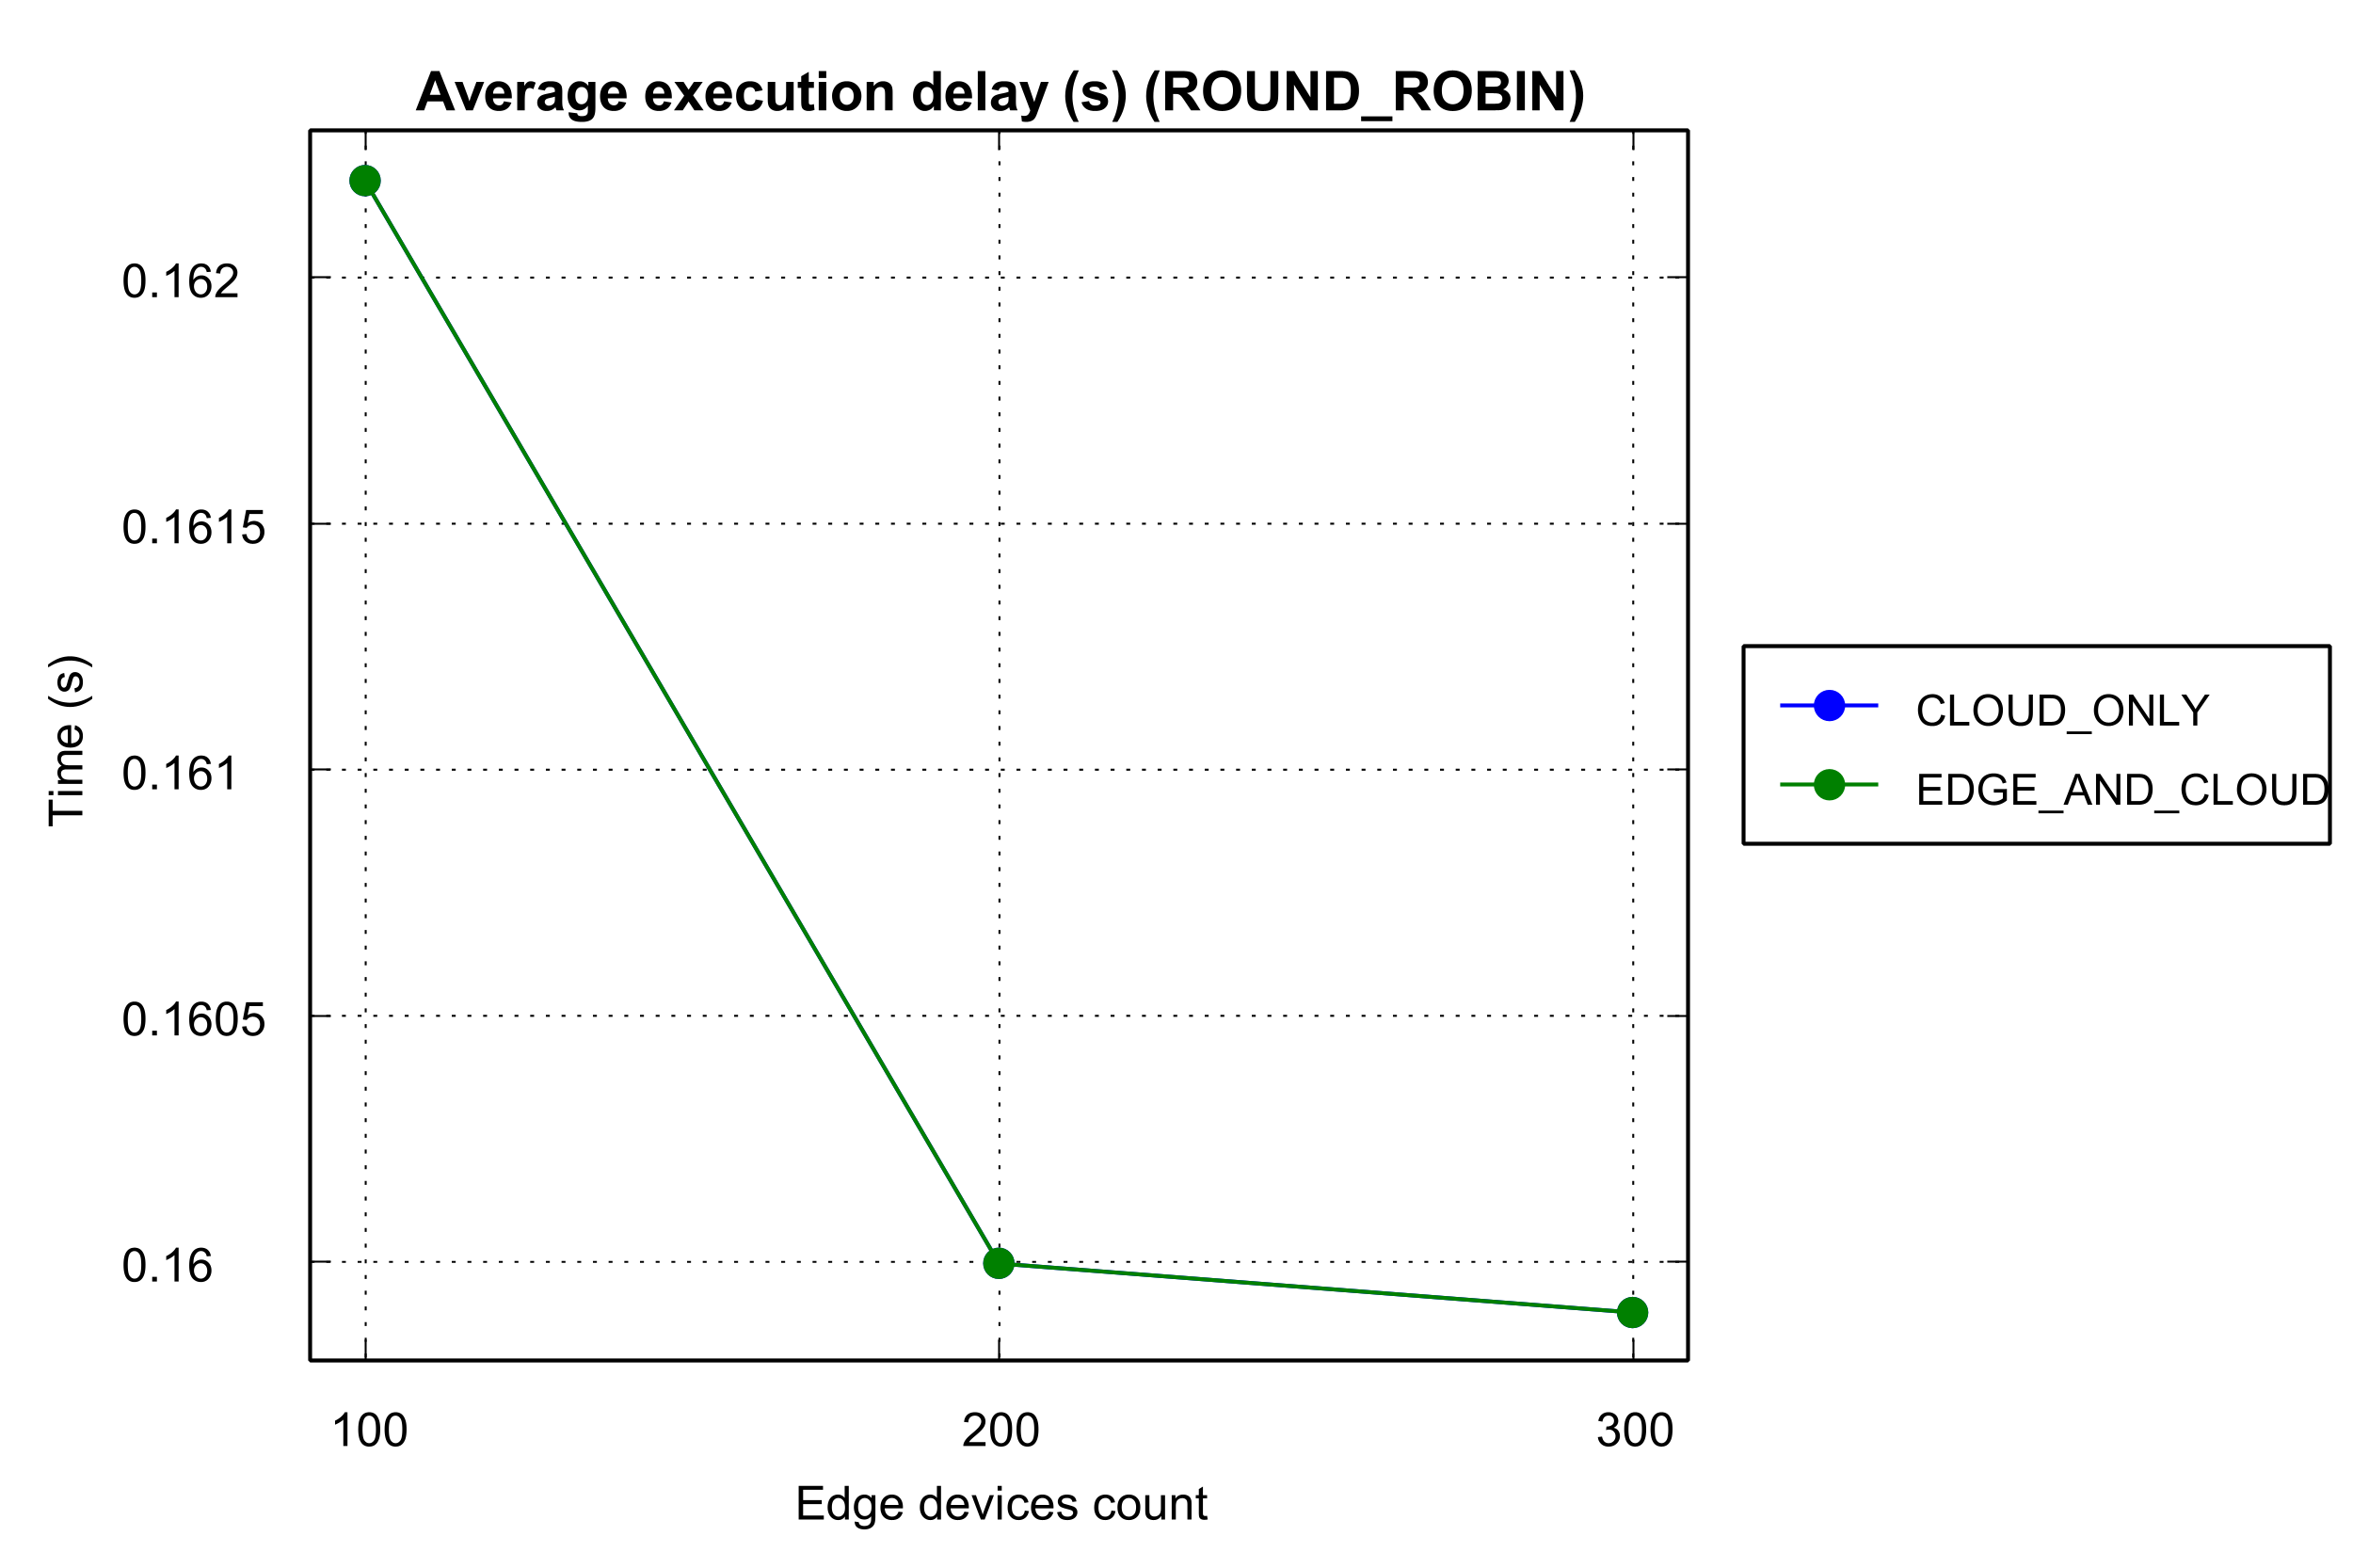 Average execution delay (s) (ROUND_ROBIN)
0.162
0.1615
0.161
0.1605
0.16
Time (s)
100 200 300
Edge devices count
CLOUD_ONLY
EDGE_AND_CLOUD